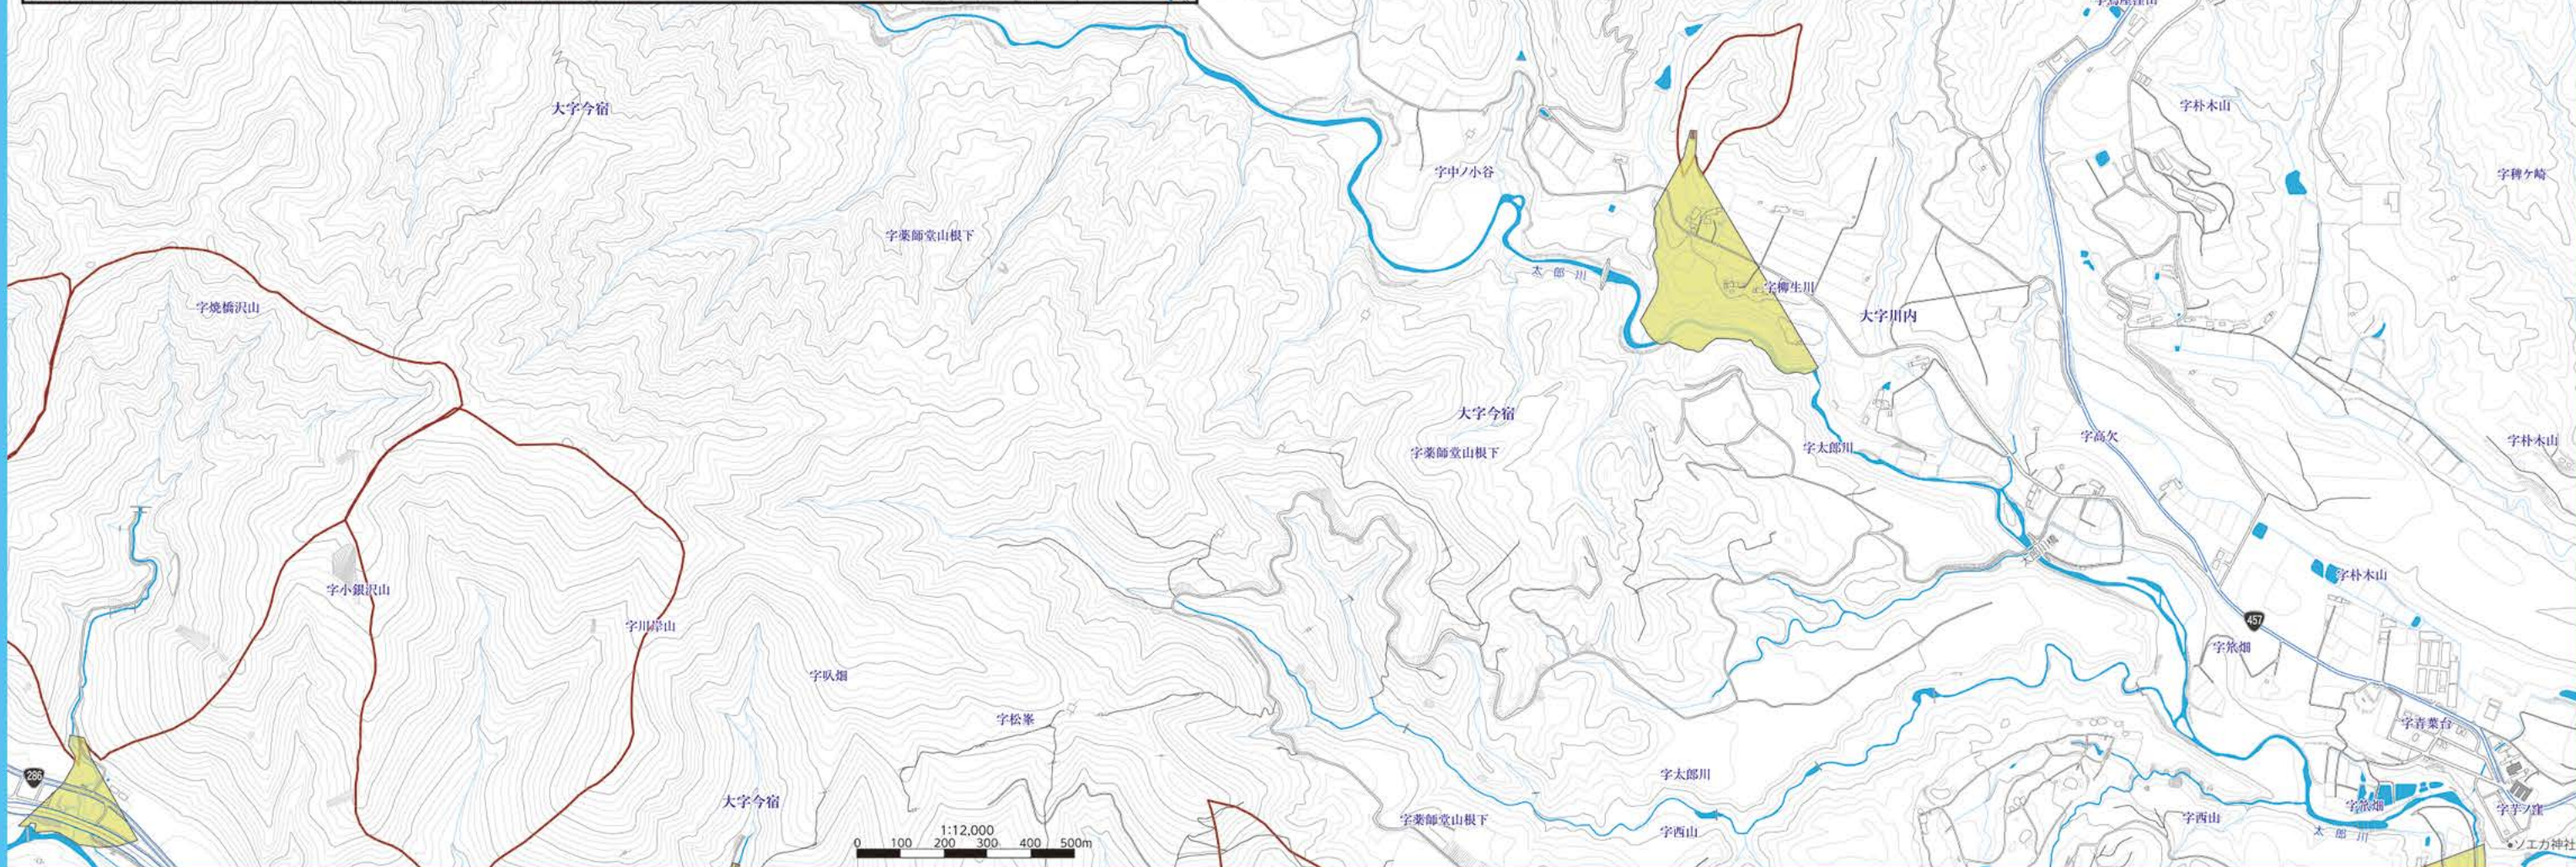 大字今宿
字朴木山
字中ノ小谷
字稗ケ崎
字薬師堂山根下
太郎川
字柳生川
字焼橋沢山
大字川内
大字今宿
字高欠
字朴木山
字太郎川
字薬師堂山根下
字朴木山
字小銀沢山
字川岸山
457
字笊畑
字臥畑
字松峯
字青葉台
字太郎川
286
大字今宿
字笊畑
字芋ノ窪
字薬師堂山根下
字西山
字西山
太郎川
1:12,000
0 100 200 300 400 500m
ソエカ神社